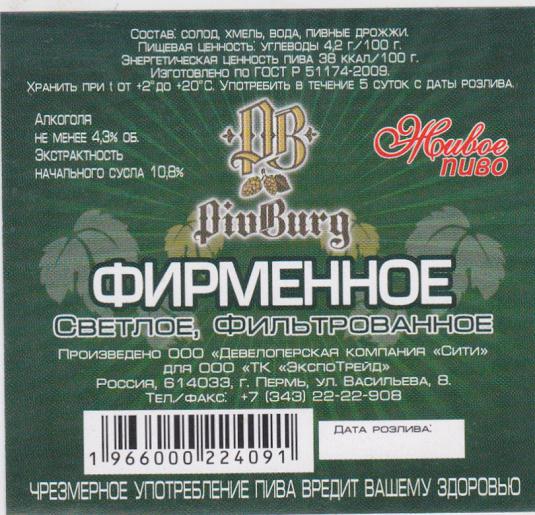 Состав: солод, хмель, вода, пивные дрожжи.
Пищевая ценность: углеводы 4,2 г/100 г.
Энергетическая ценность пива 38 ккал/100 г.
Изготовлено по ГОСТ Р 51174-2009.
Хранить при t от +2° до +20°С. Употребить в течение 5 суток с даты розлива.
Алкоголя
не менее 4,3% об.
Экстрактность
начального сусла 10,8%
PB
Живое
пиво
PivBurg
ФИРМЕННОЕ
Светлое, фильтрованное
Произведено ООО «Девелоперская компания «Сити»
для ООО «ТК «ЭкспоТрейд»
Россия, 614033, г. Пермь, ул. Васильева, 8.
Тел/факс: +7 (343) 22-22-908
Дата розлива:
1 966000 224091
ЧРЕЗМЕРНОЕ УПОТРЕБЛЕНИЕ ПИВА ВРЕДИТ ВАШЕМУ ЗДОРОВЬЮ